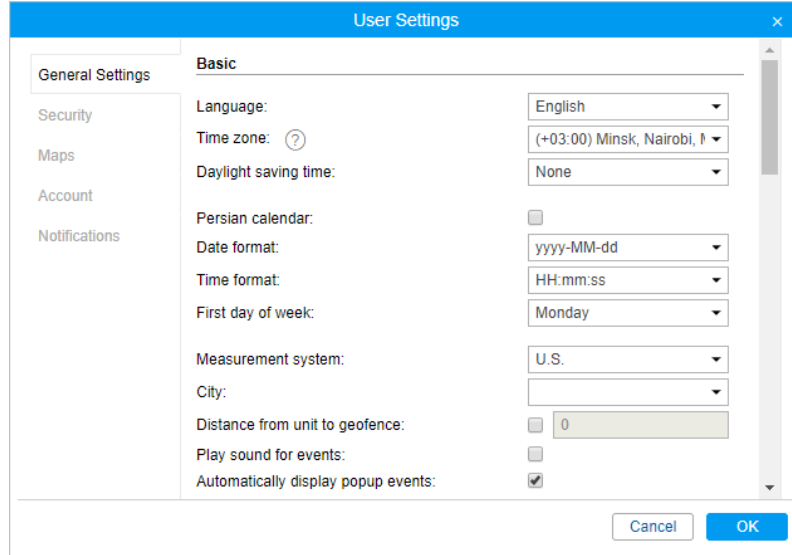 User Settings ×
General Settings
Security
Maps
Account
Notifications
Basic
Language: English
Time zone: ? (+03:00) Minsk, Nairobi,
Daylight saving time: None
Persian calendar:
Date format: yyyy-MM-dd
Time format: HH:mm:ss
First day of week: Monday
Measurement system: U.S.
City:
Distance from unit to geofence: 0
Play sound for events:
Automatically display popup events:
Cancel OK